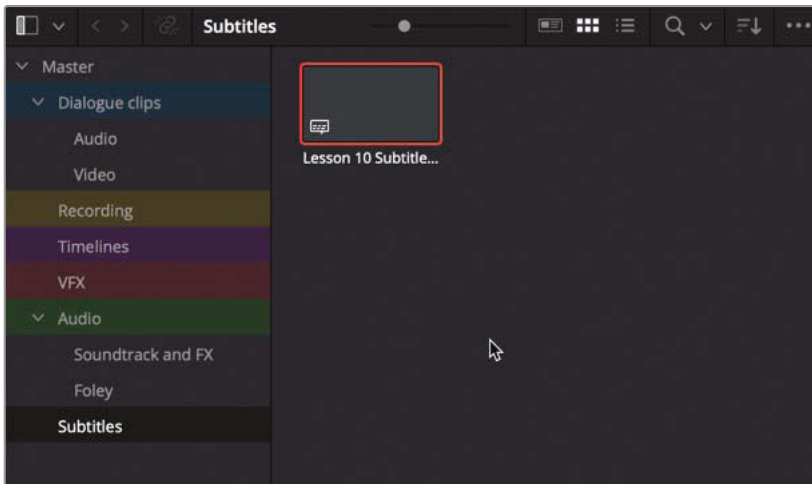 Subtitles
Master
Dialogue clips
Audio
Video
Recording
Timelines
VFX
Audio
Soundtrack and FX
Foley
Subtitles
Lesson 10 Subtitle...